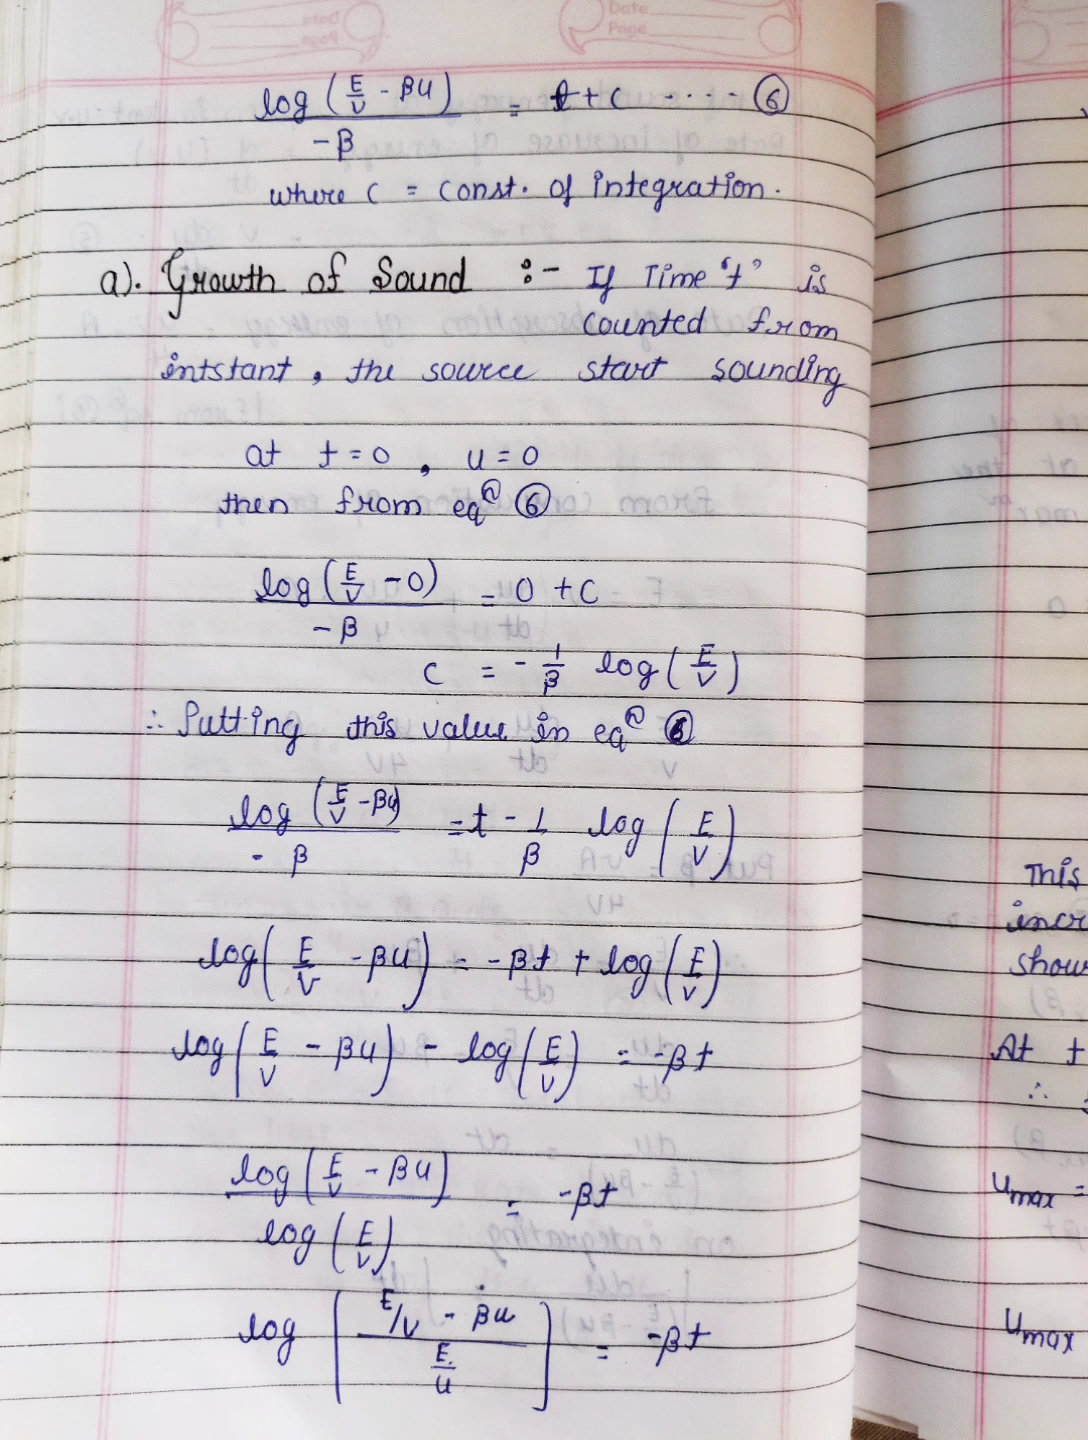 Date
Page
log (E/V - βu) / -β = t + c - · · - ⑥
where c = const. of integration.
a). Growth of Sound :- If Time 't' is
counted from
intstant, the source start sounding
at t = 0 , u = 0
then from eqⁿ ⑥
log (E/V - 0) / -β = 0 + c
c = - 1/β log (E/V)
∴ Putting this value in eqⁿ ⑥
log (E/V - βu) / - β = t - 1/β log (E/V)
log (E/V - βu) = -βt + log (E/V)
log (E/V - βu) - log (E/V) = -βt
log (E/V - βu) / log (E/V) = -βt
log [ (E/V - βu) / (E/u) ] = -βt
This
incr
show
At t
∴
umax =
umax